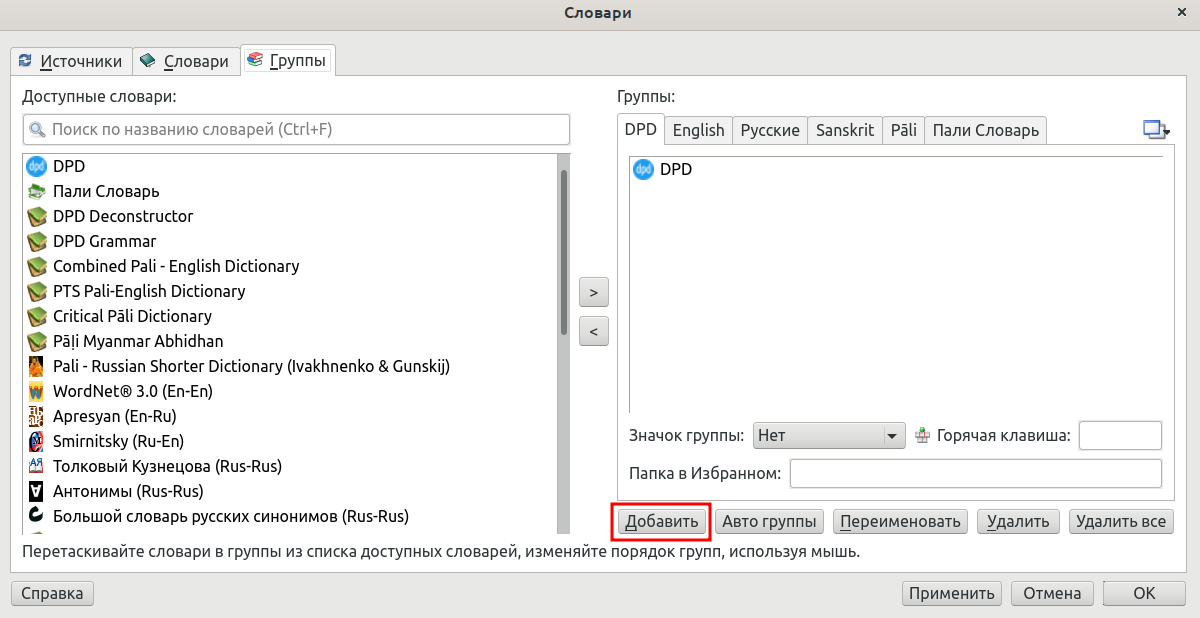 Словари
Источники
Словари
Группы
Доступные словари:
Поиск по названию словарей (Ctrl+F)
dpd DPD
Пали Словарь
DPD Deconstructor
DPD Grammar
Combined Pali - English Dictionary
PTS Pali-English Dictionary
Critical Pāli Dictionary
Pāḷi Myanmar Abhidhan
Pali - Russian Shorter Dictionary (Ivakhnenko & Gunskij)
WordNet® 3.0 (En-En)
Apresyan (En-Ru)
Smirnitsky (Ru-En)
Толковый Кузнецова (Rus-Rus)
Антонимы (Rus-Rus)
Большой словарь русских синонимов (Rus-Rus)
>
<
Группы:
DPD
English
Русские
Sanskrit
Pāli
Пали Словарь
dpd DPD
Значок группы: Нет
Горячая клавиша:
Папка в Избранном:
Добавить
Авто группы
Переименовать
Удалить
Удалить все
Перетаскивайте словари в группы из списка доступных словарей, изменяйте порядок групп, используя мышь.
Справка
Применить
Отмена
OK